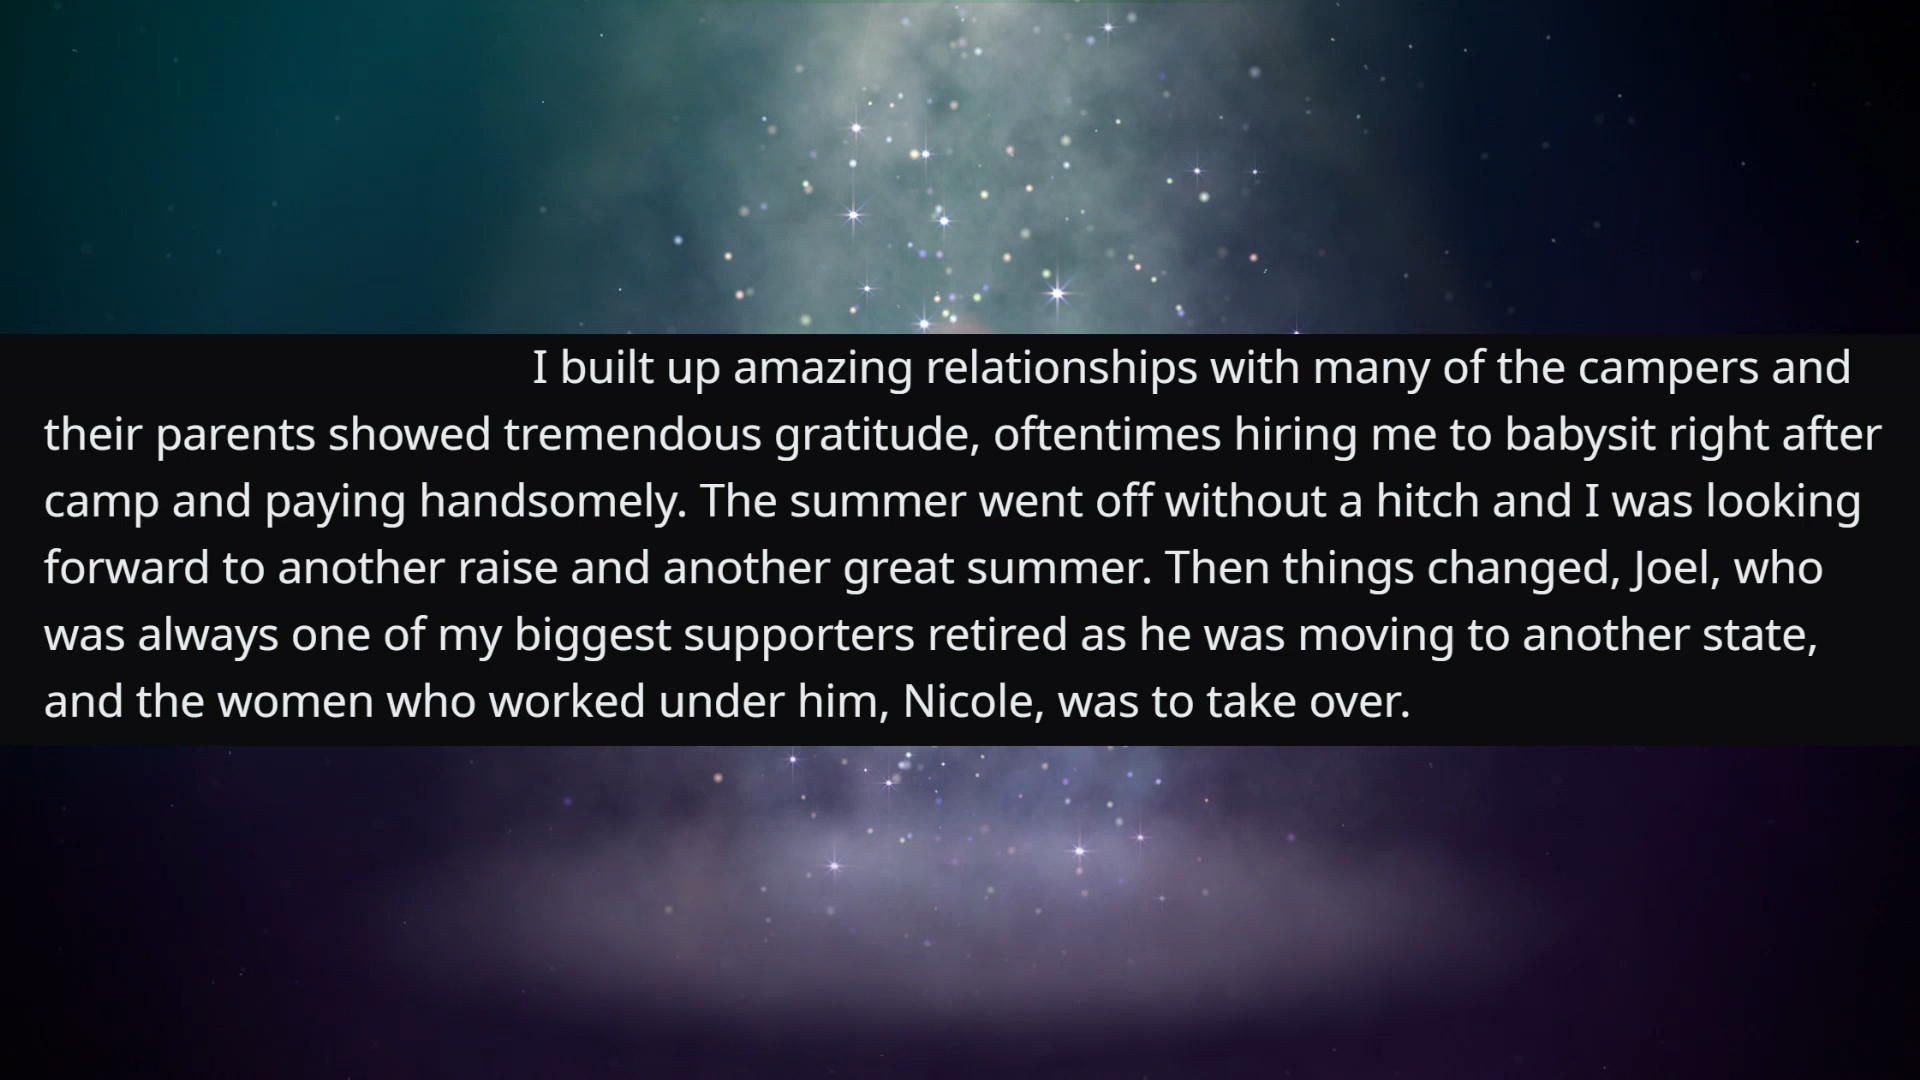 I built up amazing relationships with many of the campers and
their parents showed tremendous gratitude, oftentimes hiring me to babysit right after
camp and paying handsomely. The summer went off without a hitch and I was looking
forward to another raise and another great summer. Then things changed, Joel, who
was always one of my biggest supporters retired as he was moving to another state,
and the women who worked under him, Nicole, was to take over.